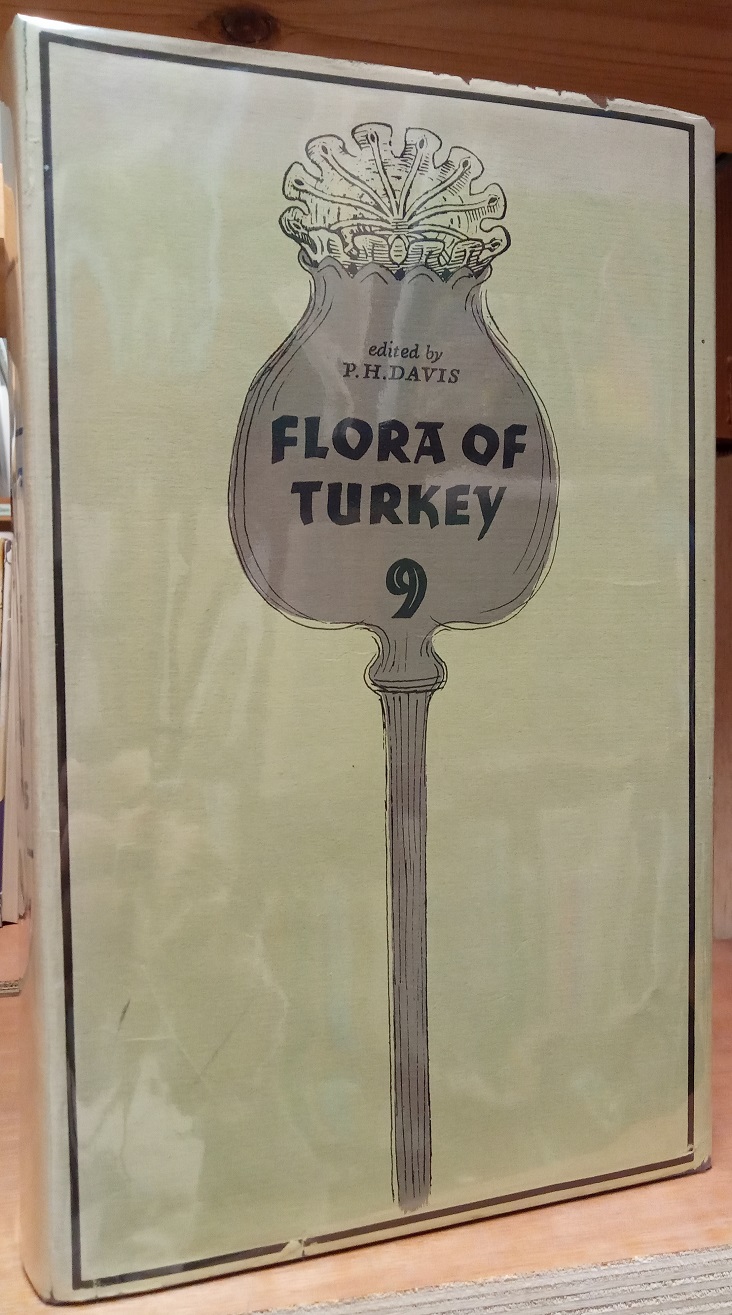 edited by
P.H.DAVIS
FLORA OF
TURKEY
9